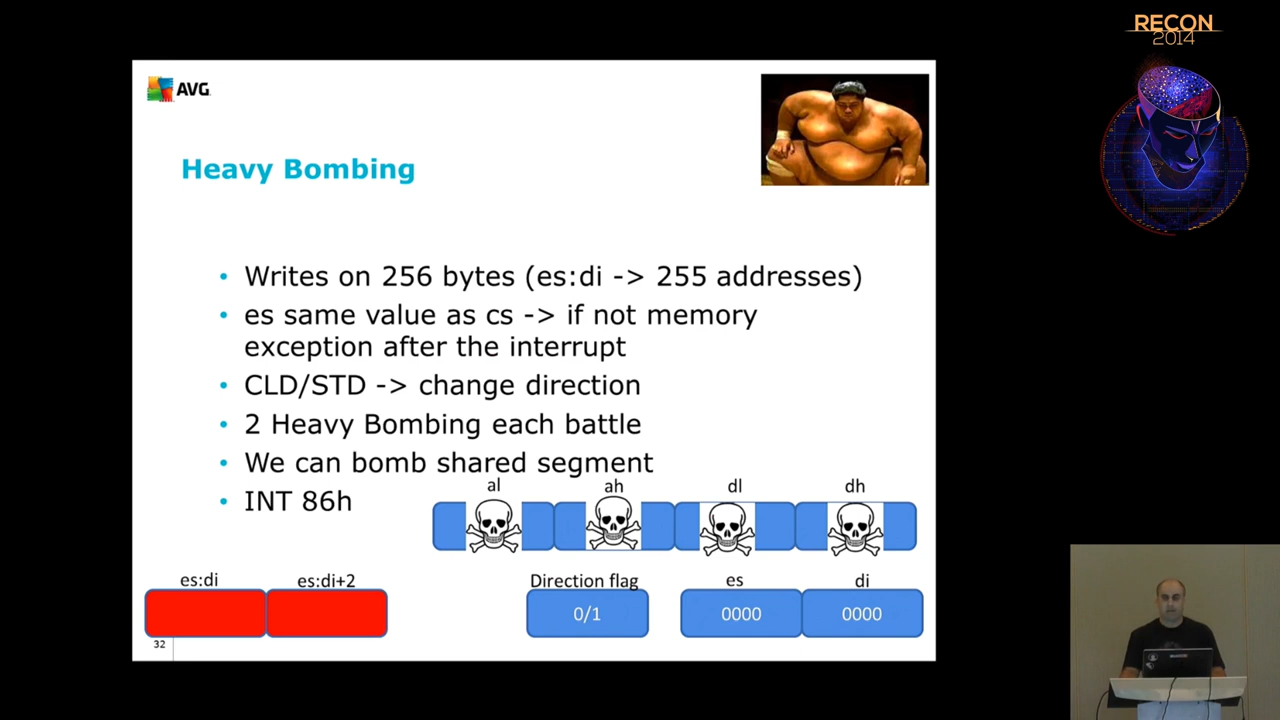 RECON
2014
AVG
Heavy Bombing
• Writes on 256 bytes (es:di -> 255 addresses)
• es same value as cs -> if not memory
exception after the interrupt
• CLD/STD -> change direction
• 2 Heavy Bombing each battle
• We can bomb shared segment
• INT 86h
al ah dl dh
es:di es:di+2 Direction flag es di
0/1 0000 0000
32